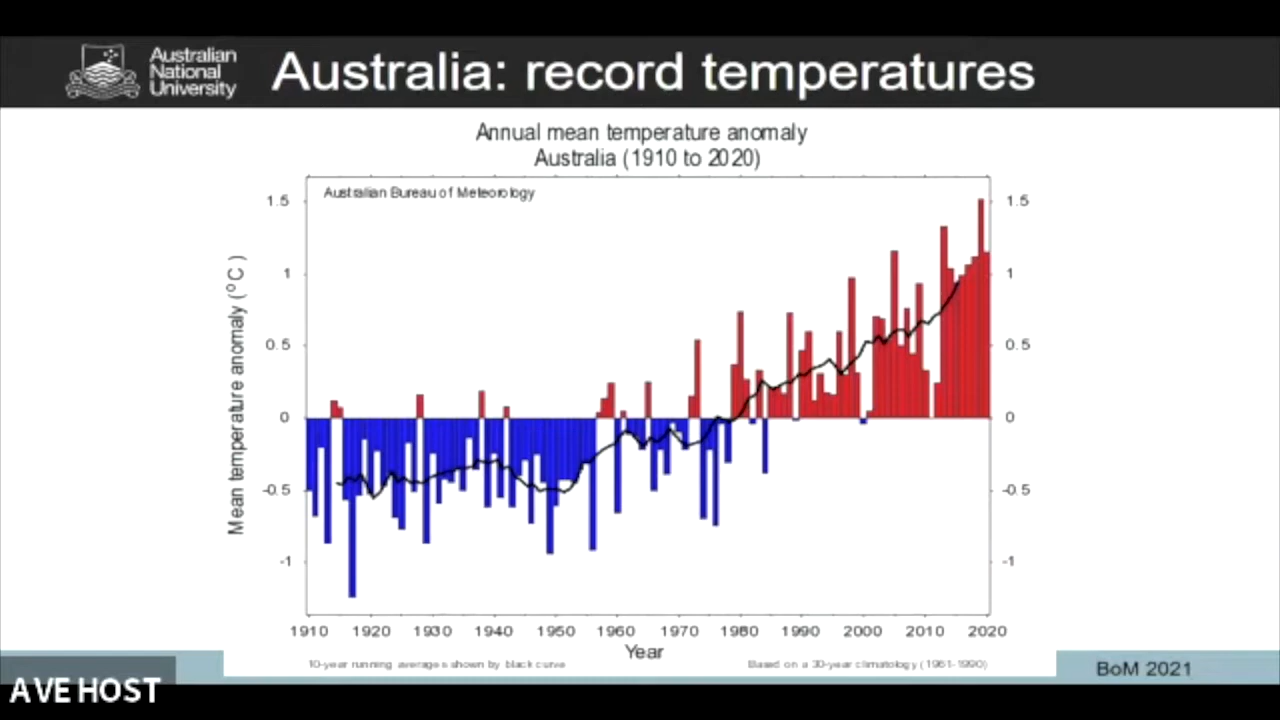 Australian
National
University
Australia: record temperatures
Annual mean temperature anomaly
Australia (1910 to 2020)
Australian Bureau of Meteorology
1.5
1
0.5
0
-0.5
-1
Mean temperature anomaly (°C)
1.5
1
0.5
0
-0.5
-1
1910 1920 1930 1940 1950 1960 1970 1980 1990 2000 2010 2020
Year
10-year running averages shown by black curve
Based on a 30-year climatology (1961-1990)
BoM 2021
AVE HOST